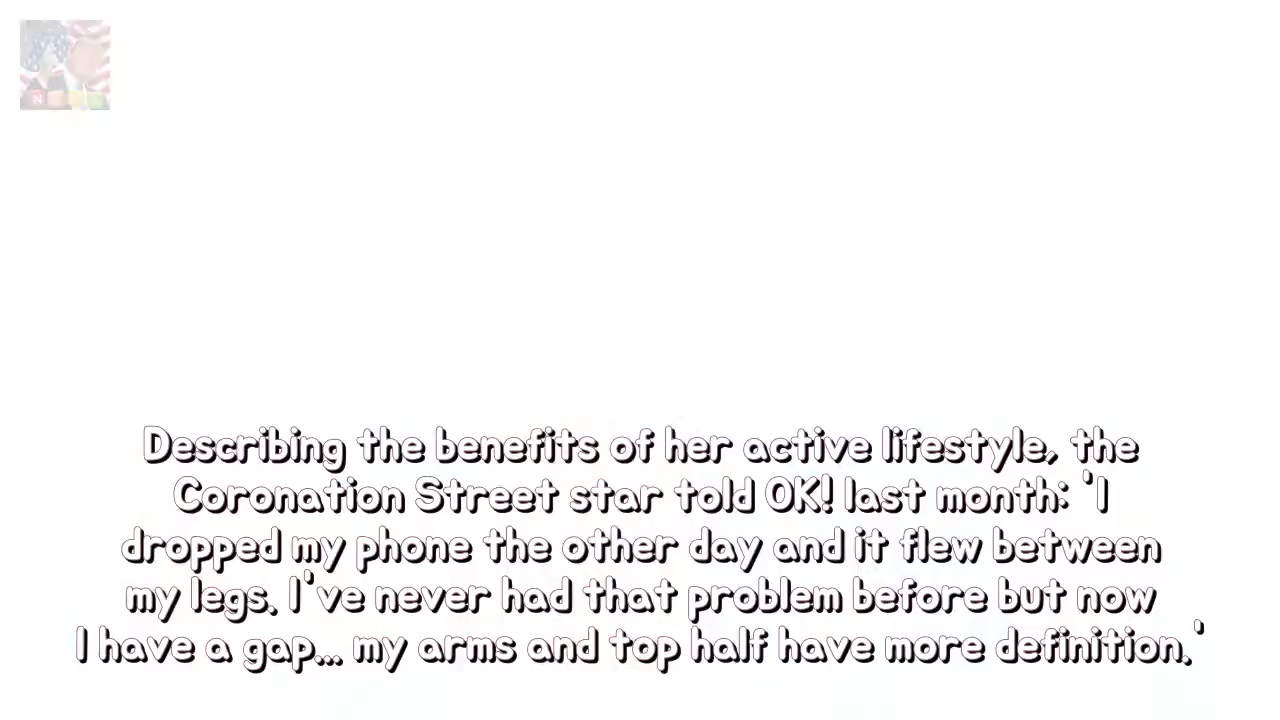 Describing the benefits of her active lifestyle, the
Coronation Street star told OK! last month: 'I
dropped my phone the other day and it flew between
my legs. I've never had that problem before but now
I have a gap... my arms and top half have more definition.'